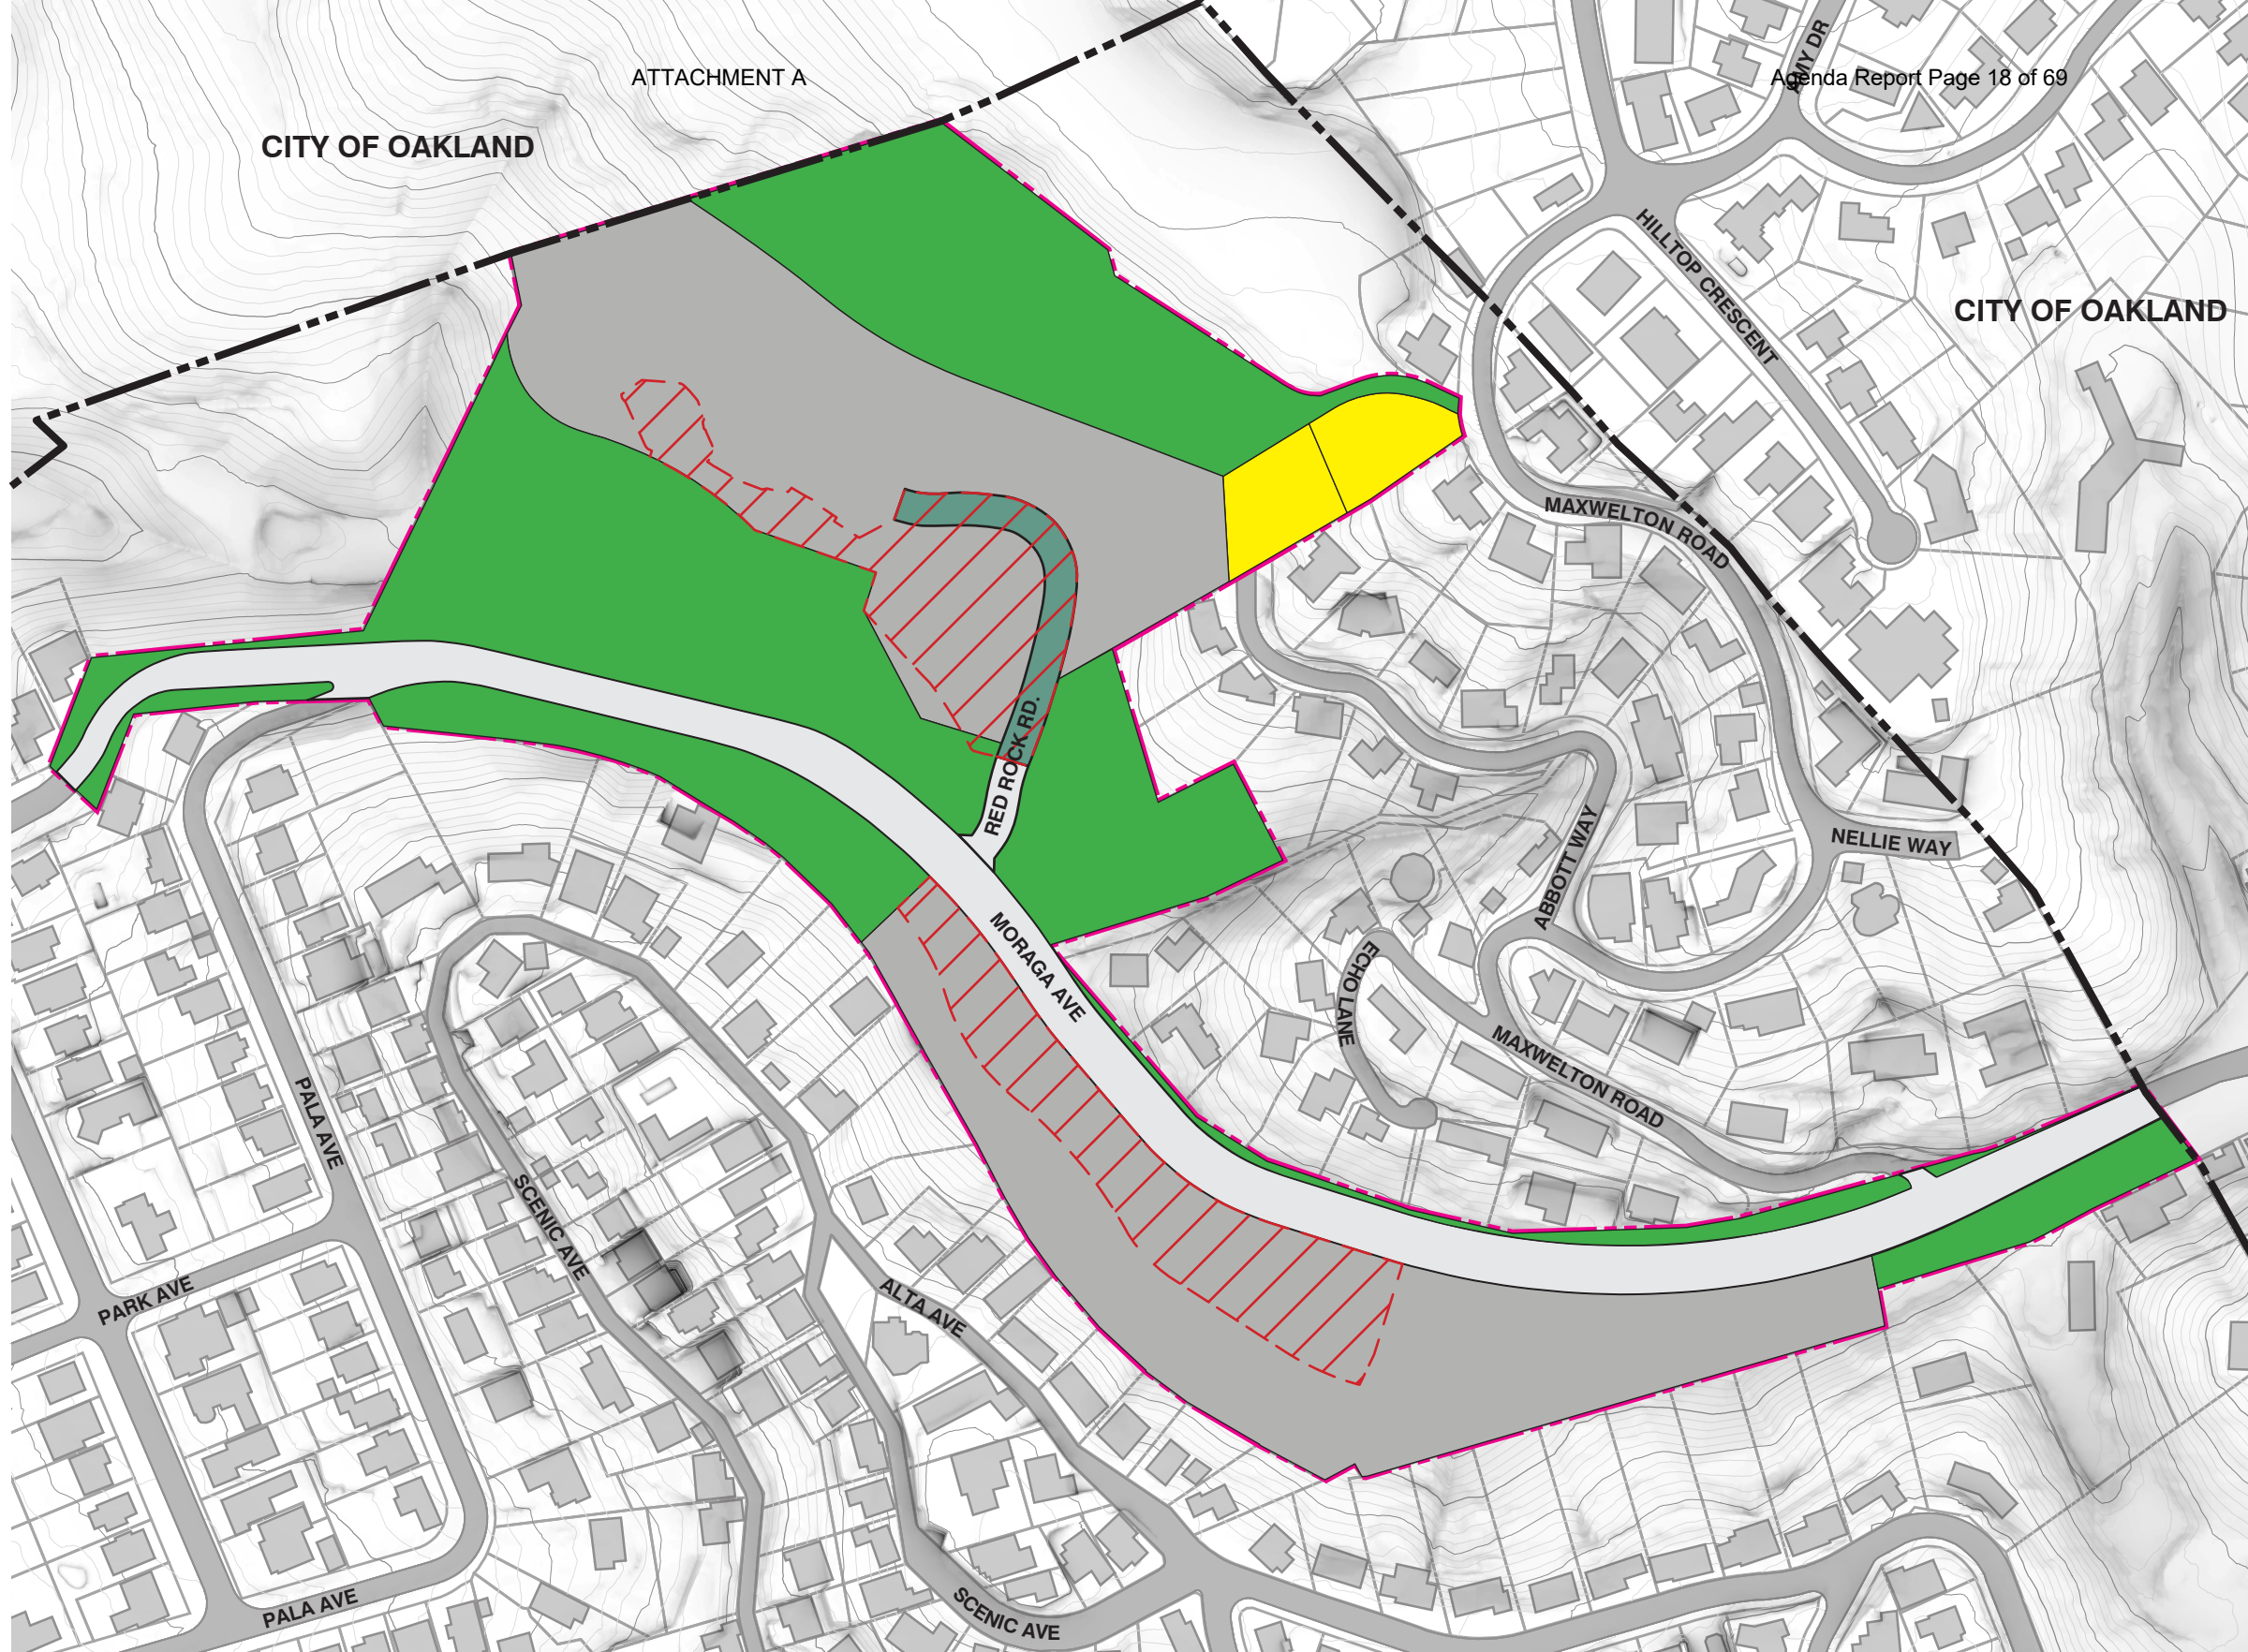 ATTACHMENT A
Agenda Report Page 18 of 69
MY DR
CITY OF OAKLAND
HILLTOP CRESCENT
CITY OF OAKLAND
MAXWELTON ROAD
RED ROCK RD.
NELLIE WAY
ABBOTT WAY
MORAGA AVE
ECHO LANE
MAXWELTON ROAD
PALA AVE
SCENIC AVE
PARK AVE
ALTA AVE
PALA AVE
SCENIC AVE